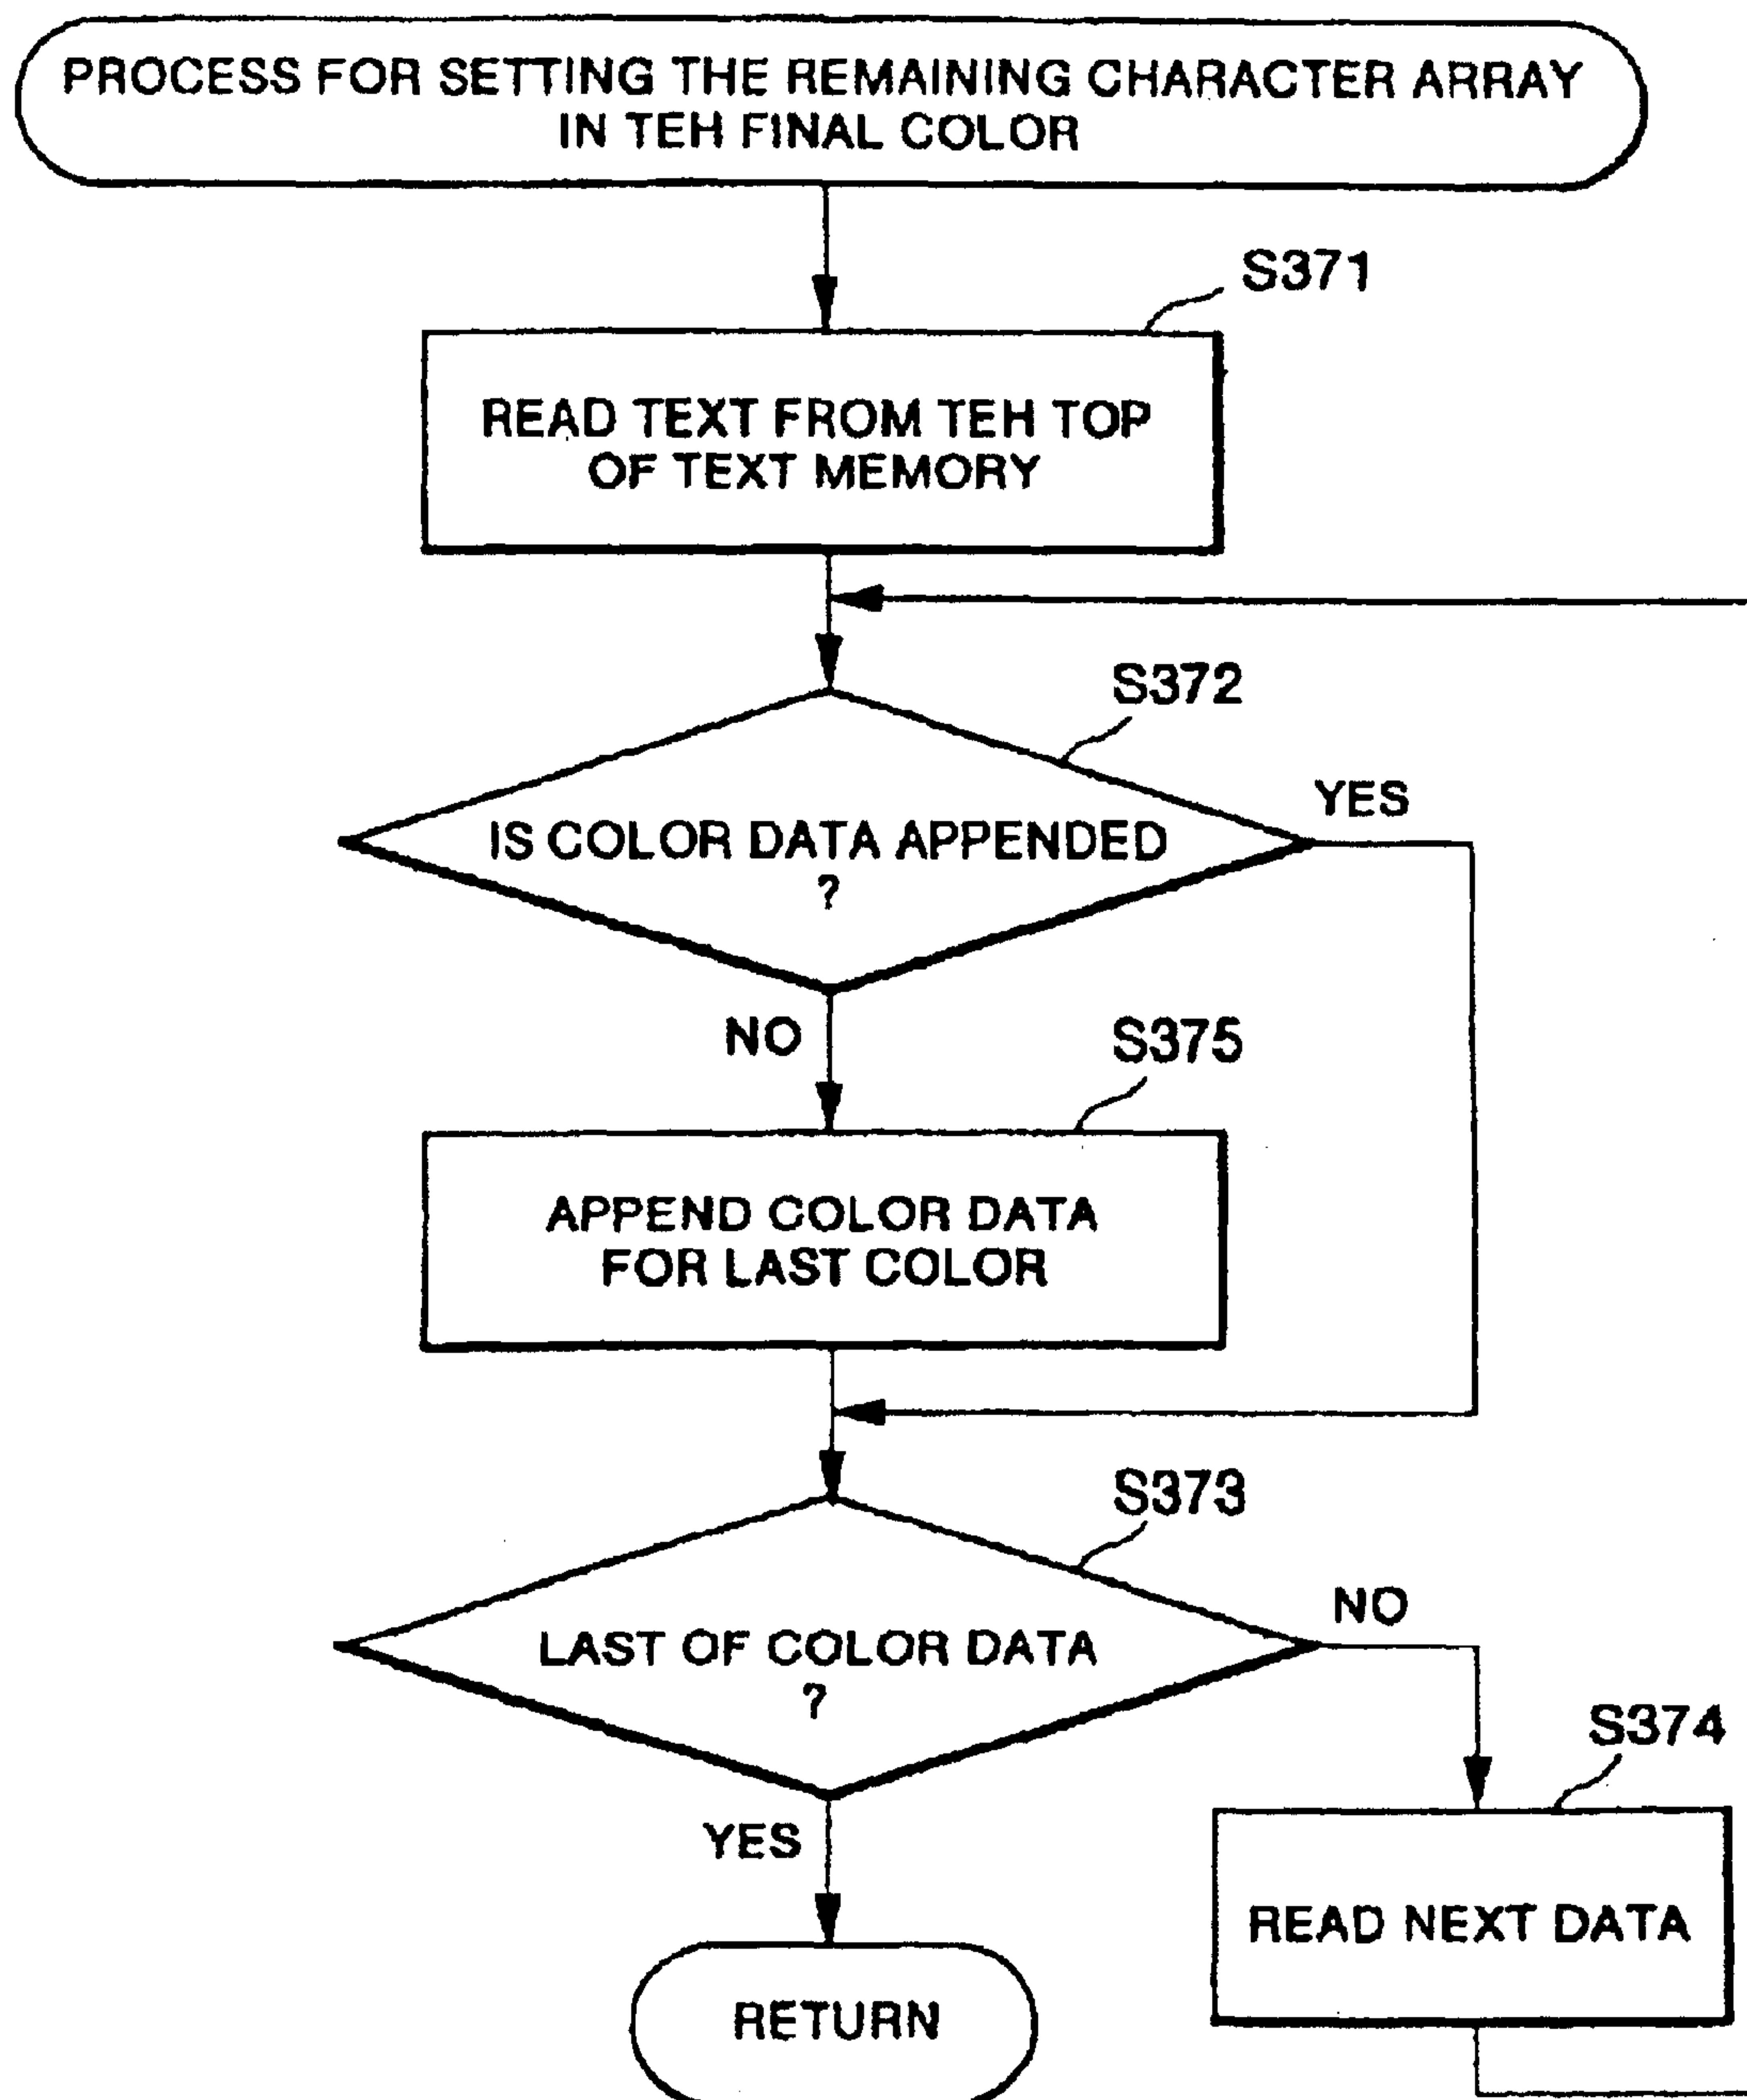 PROCESS FOR SETTING THE REMAINING CHARACTER ARRAY
IN TEH FINAL COLOR
S371
READ TEXT FROM TEH TOP
OF TEXT MEMORY
S372
YES
IS COLOR DATA APPENDED
?
NO
S375
APPEND COLOR DATA
FOR LAST COLOR
S373
NO
LAST OF COLOR DATA
?
S374
YES
READ NEXT DATA
RETURN